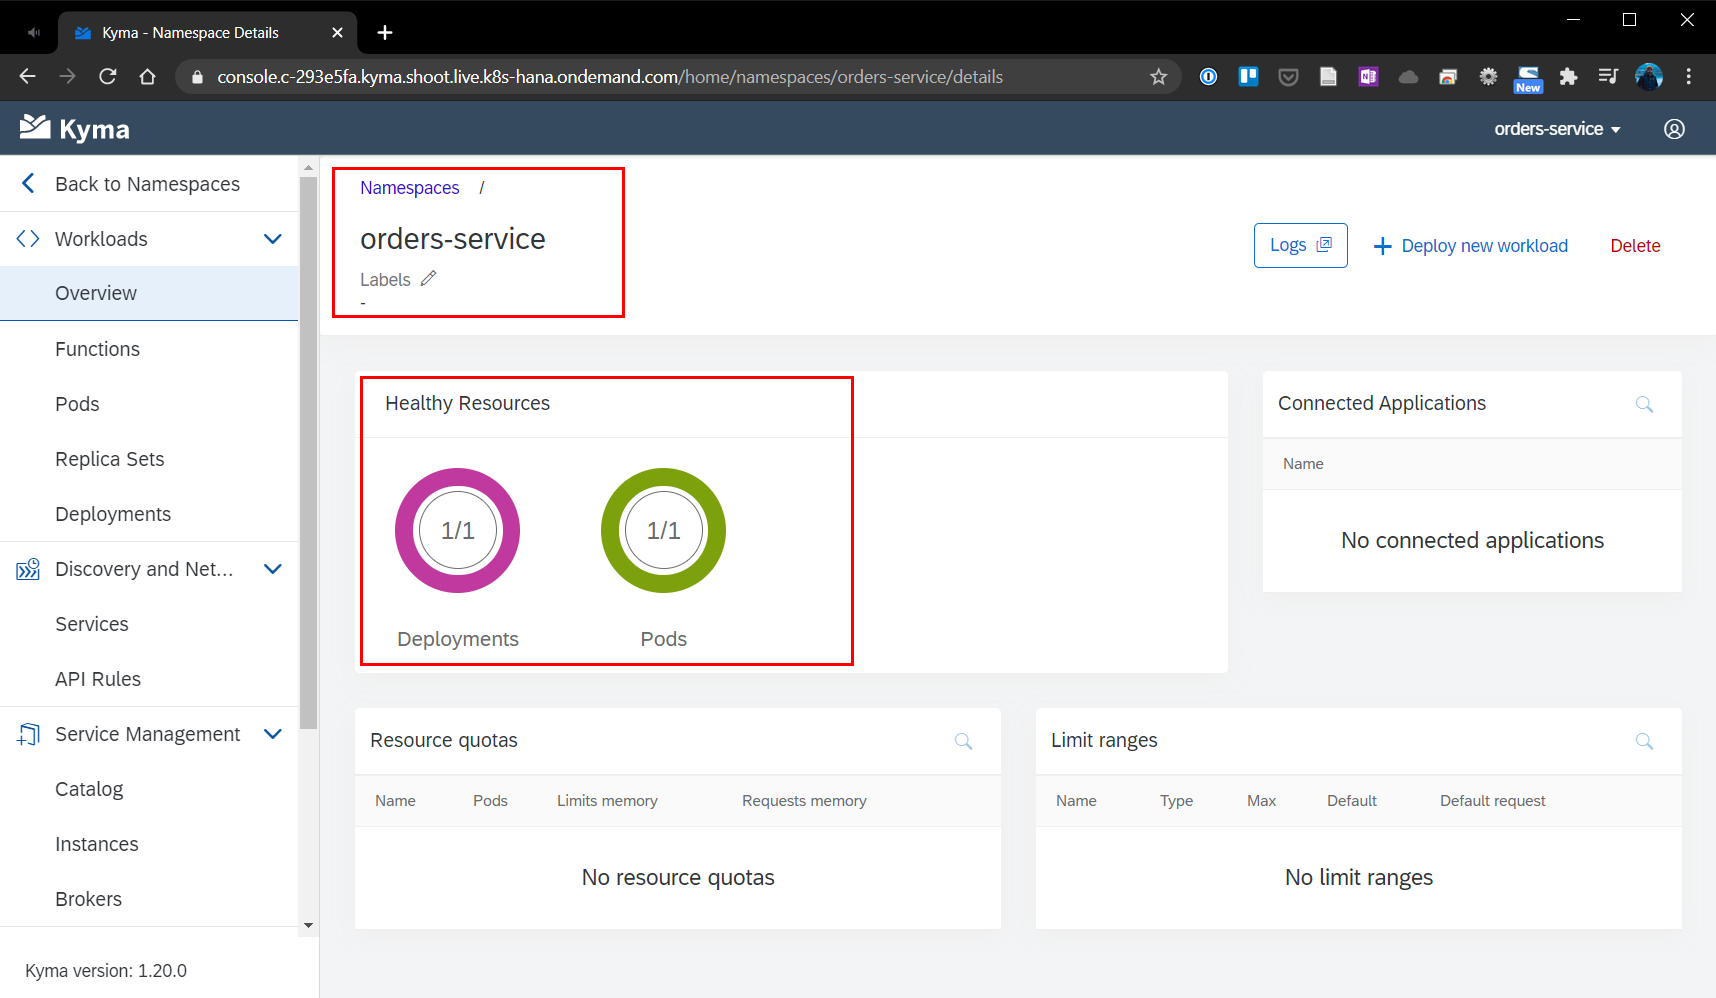 Kyma - Namespace Details
console.c-293e5fa.kyma.shoot.live.k8s-hana.ondemand.com/home/namespaces/orders-service/details
New
Kyma
orders-service
Back to Namespaces
Workloads
Overview
Functions
Pods
Replica Sets
Deployments
Discovery and Net...
Services
API Rules
Service Management
Catalog
Instances
Brokers
Kyma version: 1.20.0
Namespaces /
orders-service
Labels
-
Logs
Deploy new workload
Delete
Healthy Resources
1/1 1/1
Deployments Pods
Connected Applications
Name
No connected applications
Resource quotas
Name Pods Limits memory Requests memory
No resource quotas
Limit ranges
Name Type Max Default Default request
No limit ranges